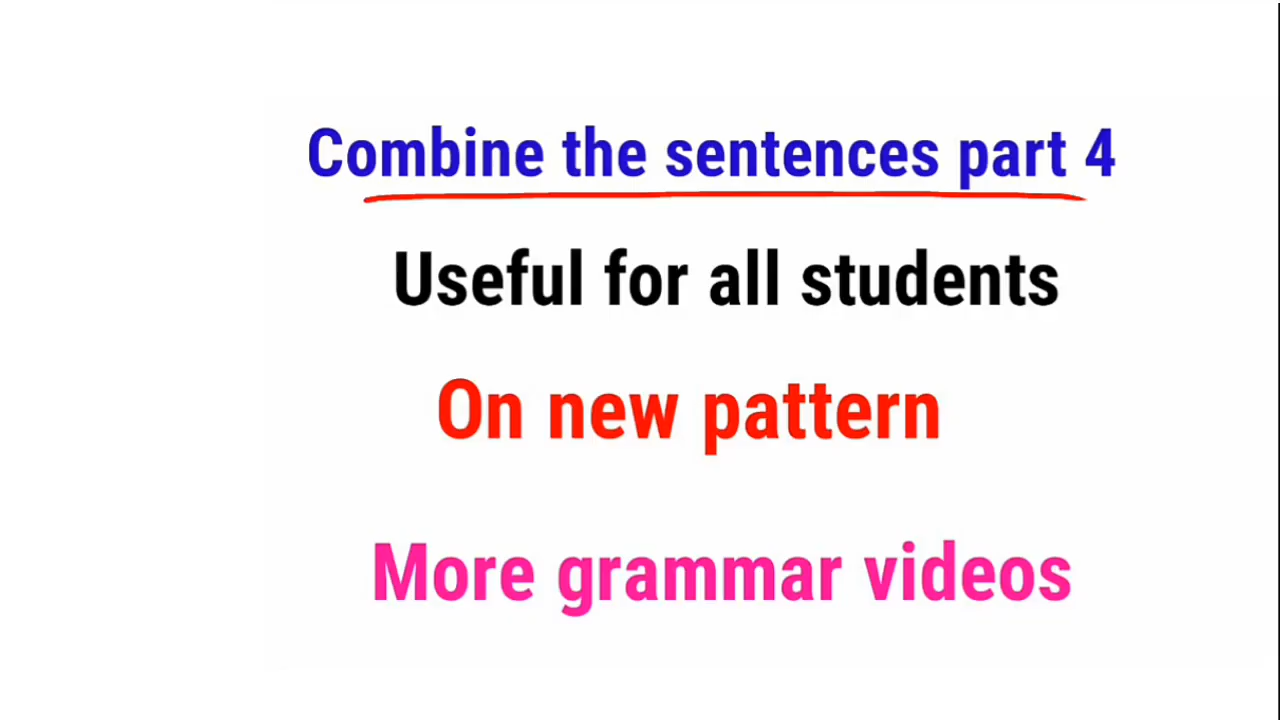 Combine the sentences part 4
Useful for all students
On new pattern
More grammar videos